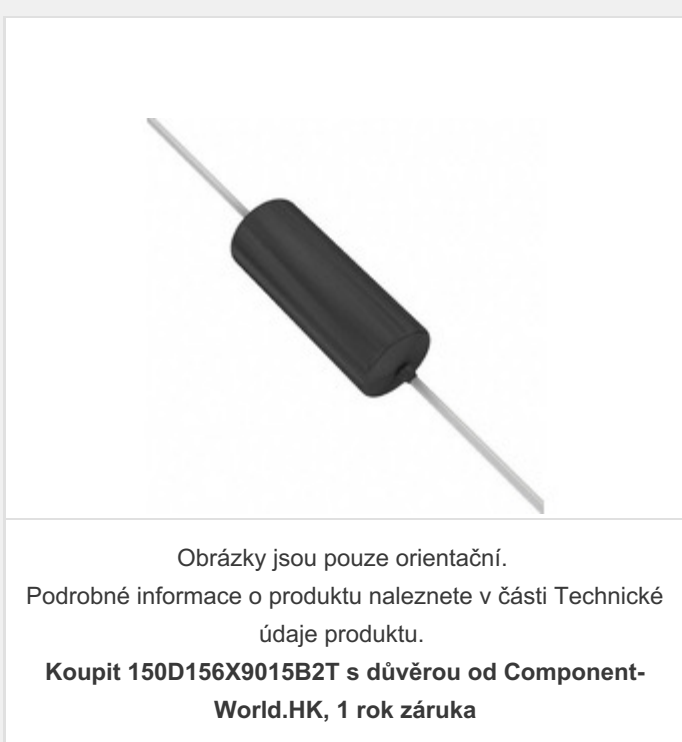 Obrázky jsou pouze orientační.
Podrobné informace o produktu naleznete v části Technické
údaje produktu.
Koupit 150D156X9015B2T s důvěrou od Component-
World.HK, 1 rok záruka